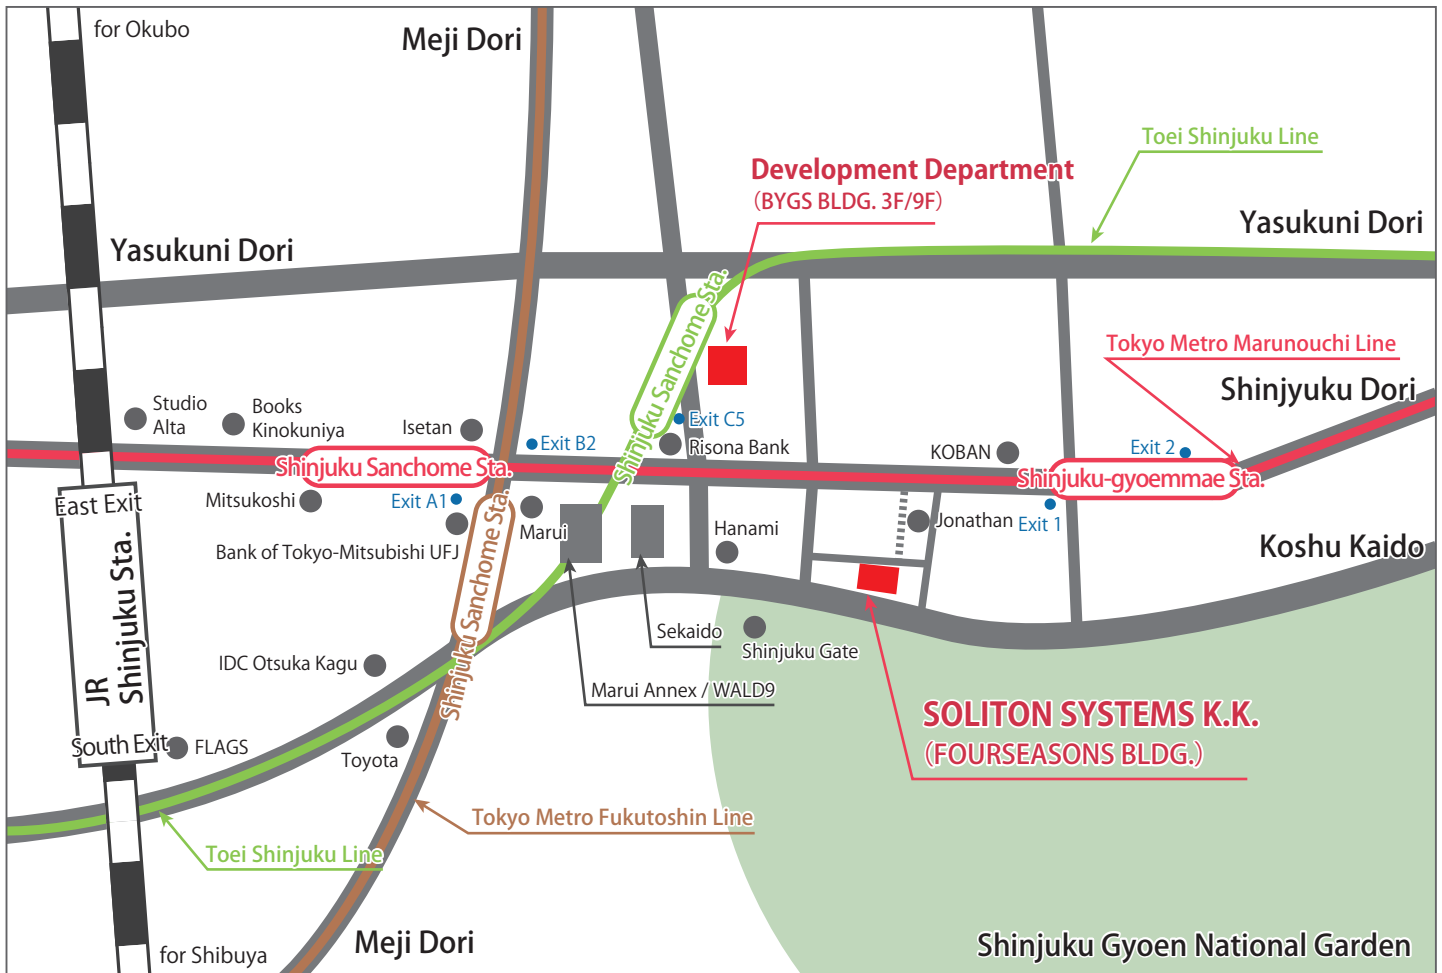 for Okubo
Meji Dori
Toei Shinjuku Line
Development Department
(BYGS BLDG. 3F/9F)
Yasukuni Dori
Yasukuni Dori
Shinjuku Sanchome Sta.
Tokyo Metro Marunouchi Line
Shinjyuku Dori
Studio
Alta
Books
Kinokuniya
Isetan
Exit B2
Exit C5
Risona Bank
KOBAN
Exit 2
Shinjuku Sanchome Sta.
Shinjuku-gyoemmae Sta.
East Exit
Mitsukoshi
Exit A1
Marui
Hanami
Jonathan
Exit 1
Bank of Tokyo-Mitsubishi UFJ
Shinjuku Sanchome Sta.
Koshu Kaido
JR
Shinjuku Sta.
Sekaido
Shinjuku Gate
IDC Otsuka Kagu
Marui Annex / WALD9
SOLITON SYSTEMS K.K.
(FOURSEASONS BLDG.)
South Exit
FLAGS
Toyota
Tokyo Metro Fukutoshin Line
Toei Shinjuku Line
for Shibuya
Meji Dori
Shinjuku Gyoen National Garden